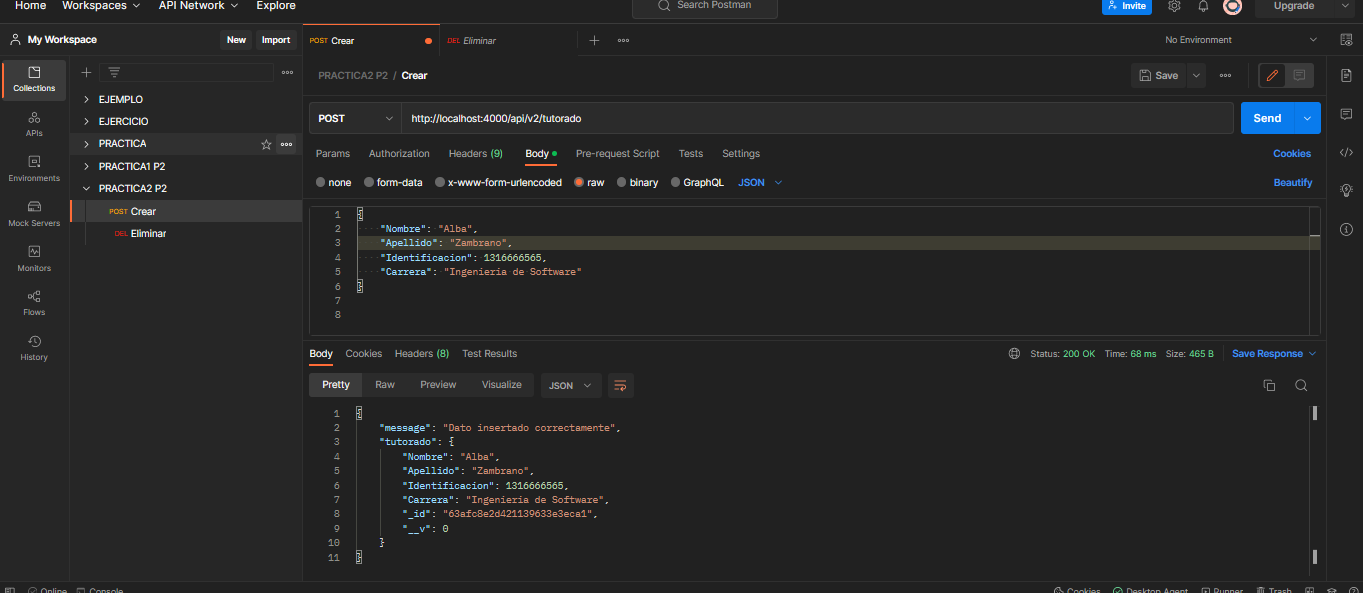 Home Workspaces API Network Explore Search Postman Invite Upgrade
My Workspace New Import POST Crear DEL Eliminar No Environment
Collections
APIs
Environments
Mock Servers
Monitors
Flows
History
EJEMPLO
EJERCICIO
PRACTICA
PRACTICA1 P2
PRACTICA2 P2
POST Crear
DEL Eliminar
PRACTICA2 P2 / Crear Save
POST http://localhost:4000/api/v2/tutorado Send
Params Authorization Headers (9) Body Pre-request Script Tests Settings Cookies
none form-data x-www-form-urlencoded raw binary GraphQL JSON Beautify
1 {
2 "Nombre": "Alba",
3 "Apellido": "Zambrano",
4 "Identificacion": 1316666565,
5 "Carrera": "Ingenieria de Software"
6 }
7
8
Body Cookies Headers (8) Test Results Status: 200 OK Time: 68 ms Size: 465 B Save Response
Pretty Raw Preview Visualize JSON
1 {
2 "message": "Dato insertado correctamente",
3 "tutorado": {
4 "Nombre": "Alba",
5 "Apellido": "Zambrano",
6 "Identificacion": 1316666565,
7 "Carrera": "Ingenieria de Software",
8 "_id": "63afc8e2d421139633e3eca1",
9 "__v": 0
10 }
11 }
Online Console Cookies Desktop Agent Runner Trash